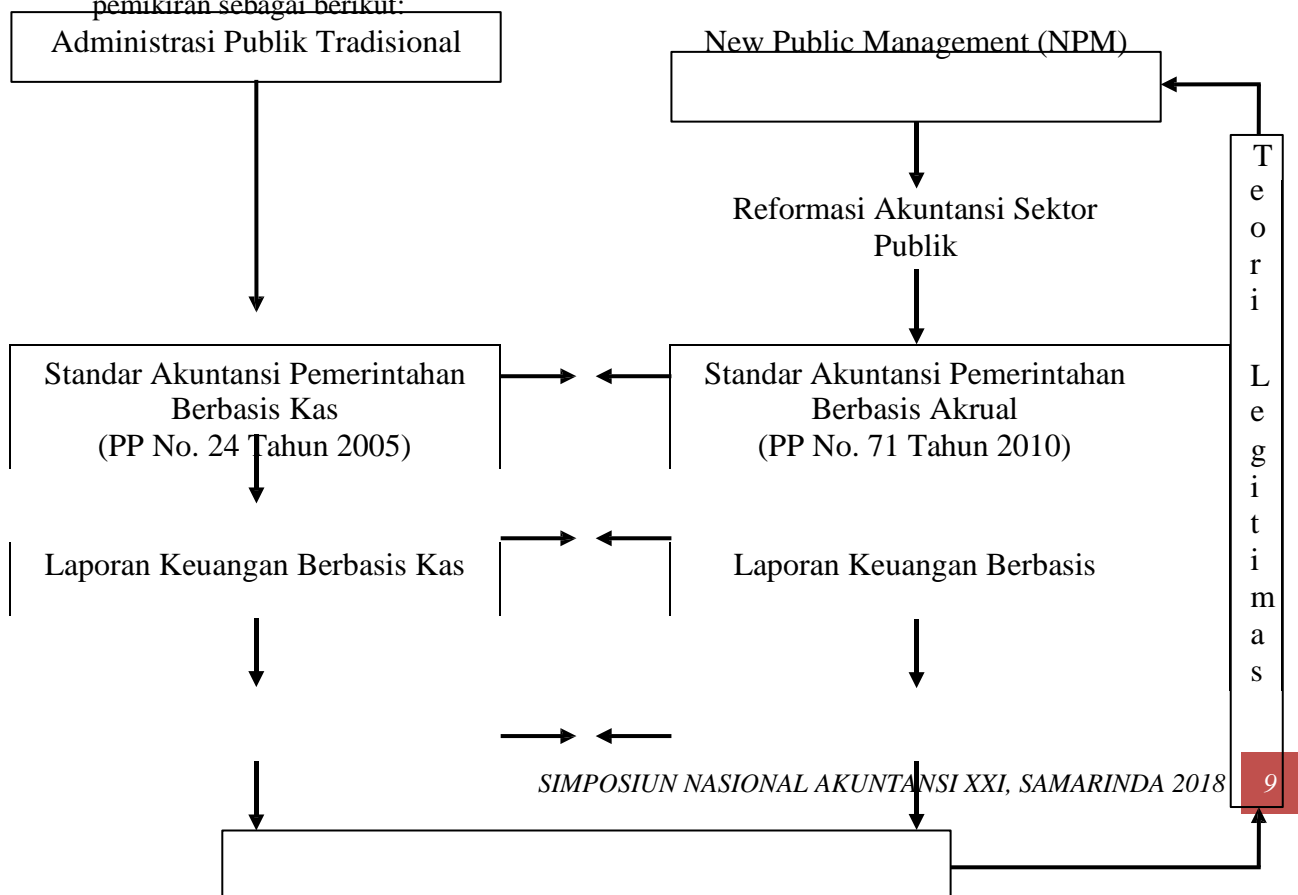 pemikiran sebagai berikut:
Administrasi Publik Tradisional
New Public Management (NPM)
Reformasi Akuntansi Sektor
Publik
Standar Akuntansi Pemerintahan
Berbasis Kas
(PP No. 24 Tahun 2005)
Standar Akuntansi Pemerintahan
Berbasis Akrual
(PP No. 71 Tahun 2010)
Laporan Keuangan Berbasis Kas
Laporan Keuangan Berbasis
Teori Legitimas
SIMPOSIUN NASIONAL AKUNTANSI XXI, SAMARINDA 2018 9